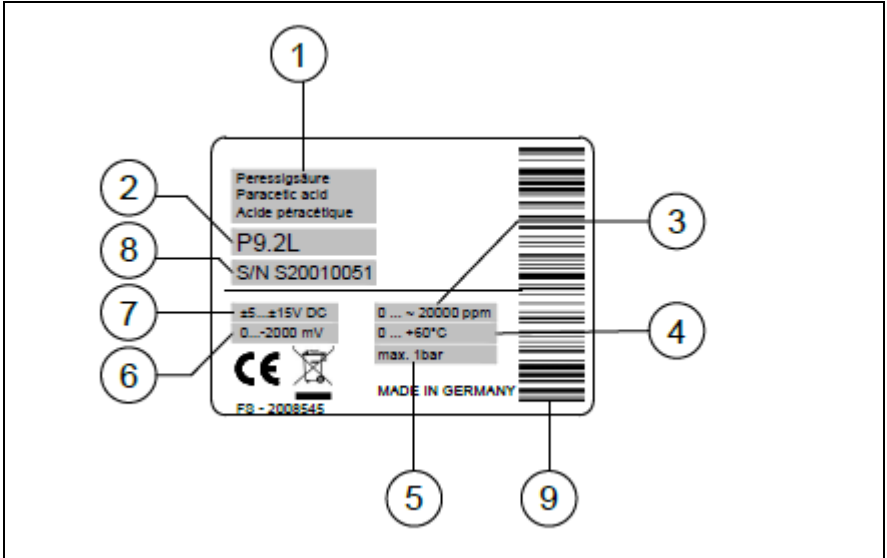 1
2
Peressigsäure
Paracetic acid
Acide péracétique
P9.2L
3
8
S/N S20010051
7
±5...±15V DC
0 ... ~ 20000 ppm
0...-2000 mV
0 ... +60°C
4
6
max. 1bar
CE
MADE IN GERMANY
FS - 2008545
5
9